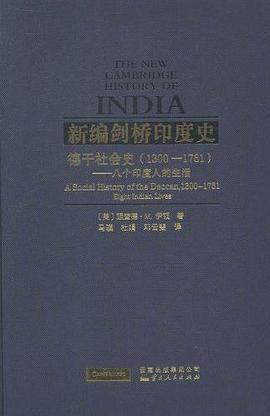 THE NEW
CAMBRIDGE
HISTORY OF
INDIA
新编剑桥印度史
德干社会史（1300—1761）
——八个印度人的生活
A Social History of the Deccan,1300-1761
Eight Indian Lives
［美］理查德·M. 伊顿 著
马骥 杜娟 邓云斐 译
CAMBRIDGE
云南出版集团公司
云南人民出版社